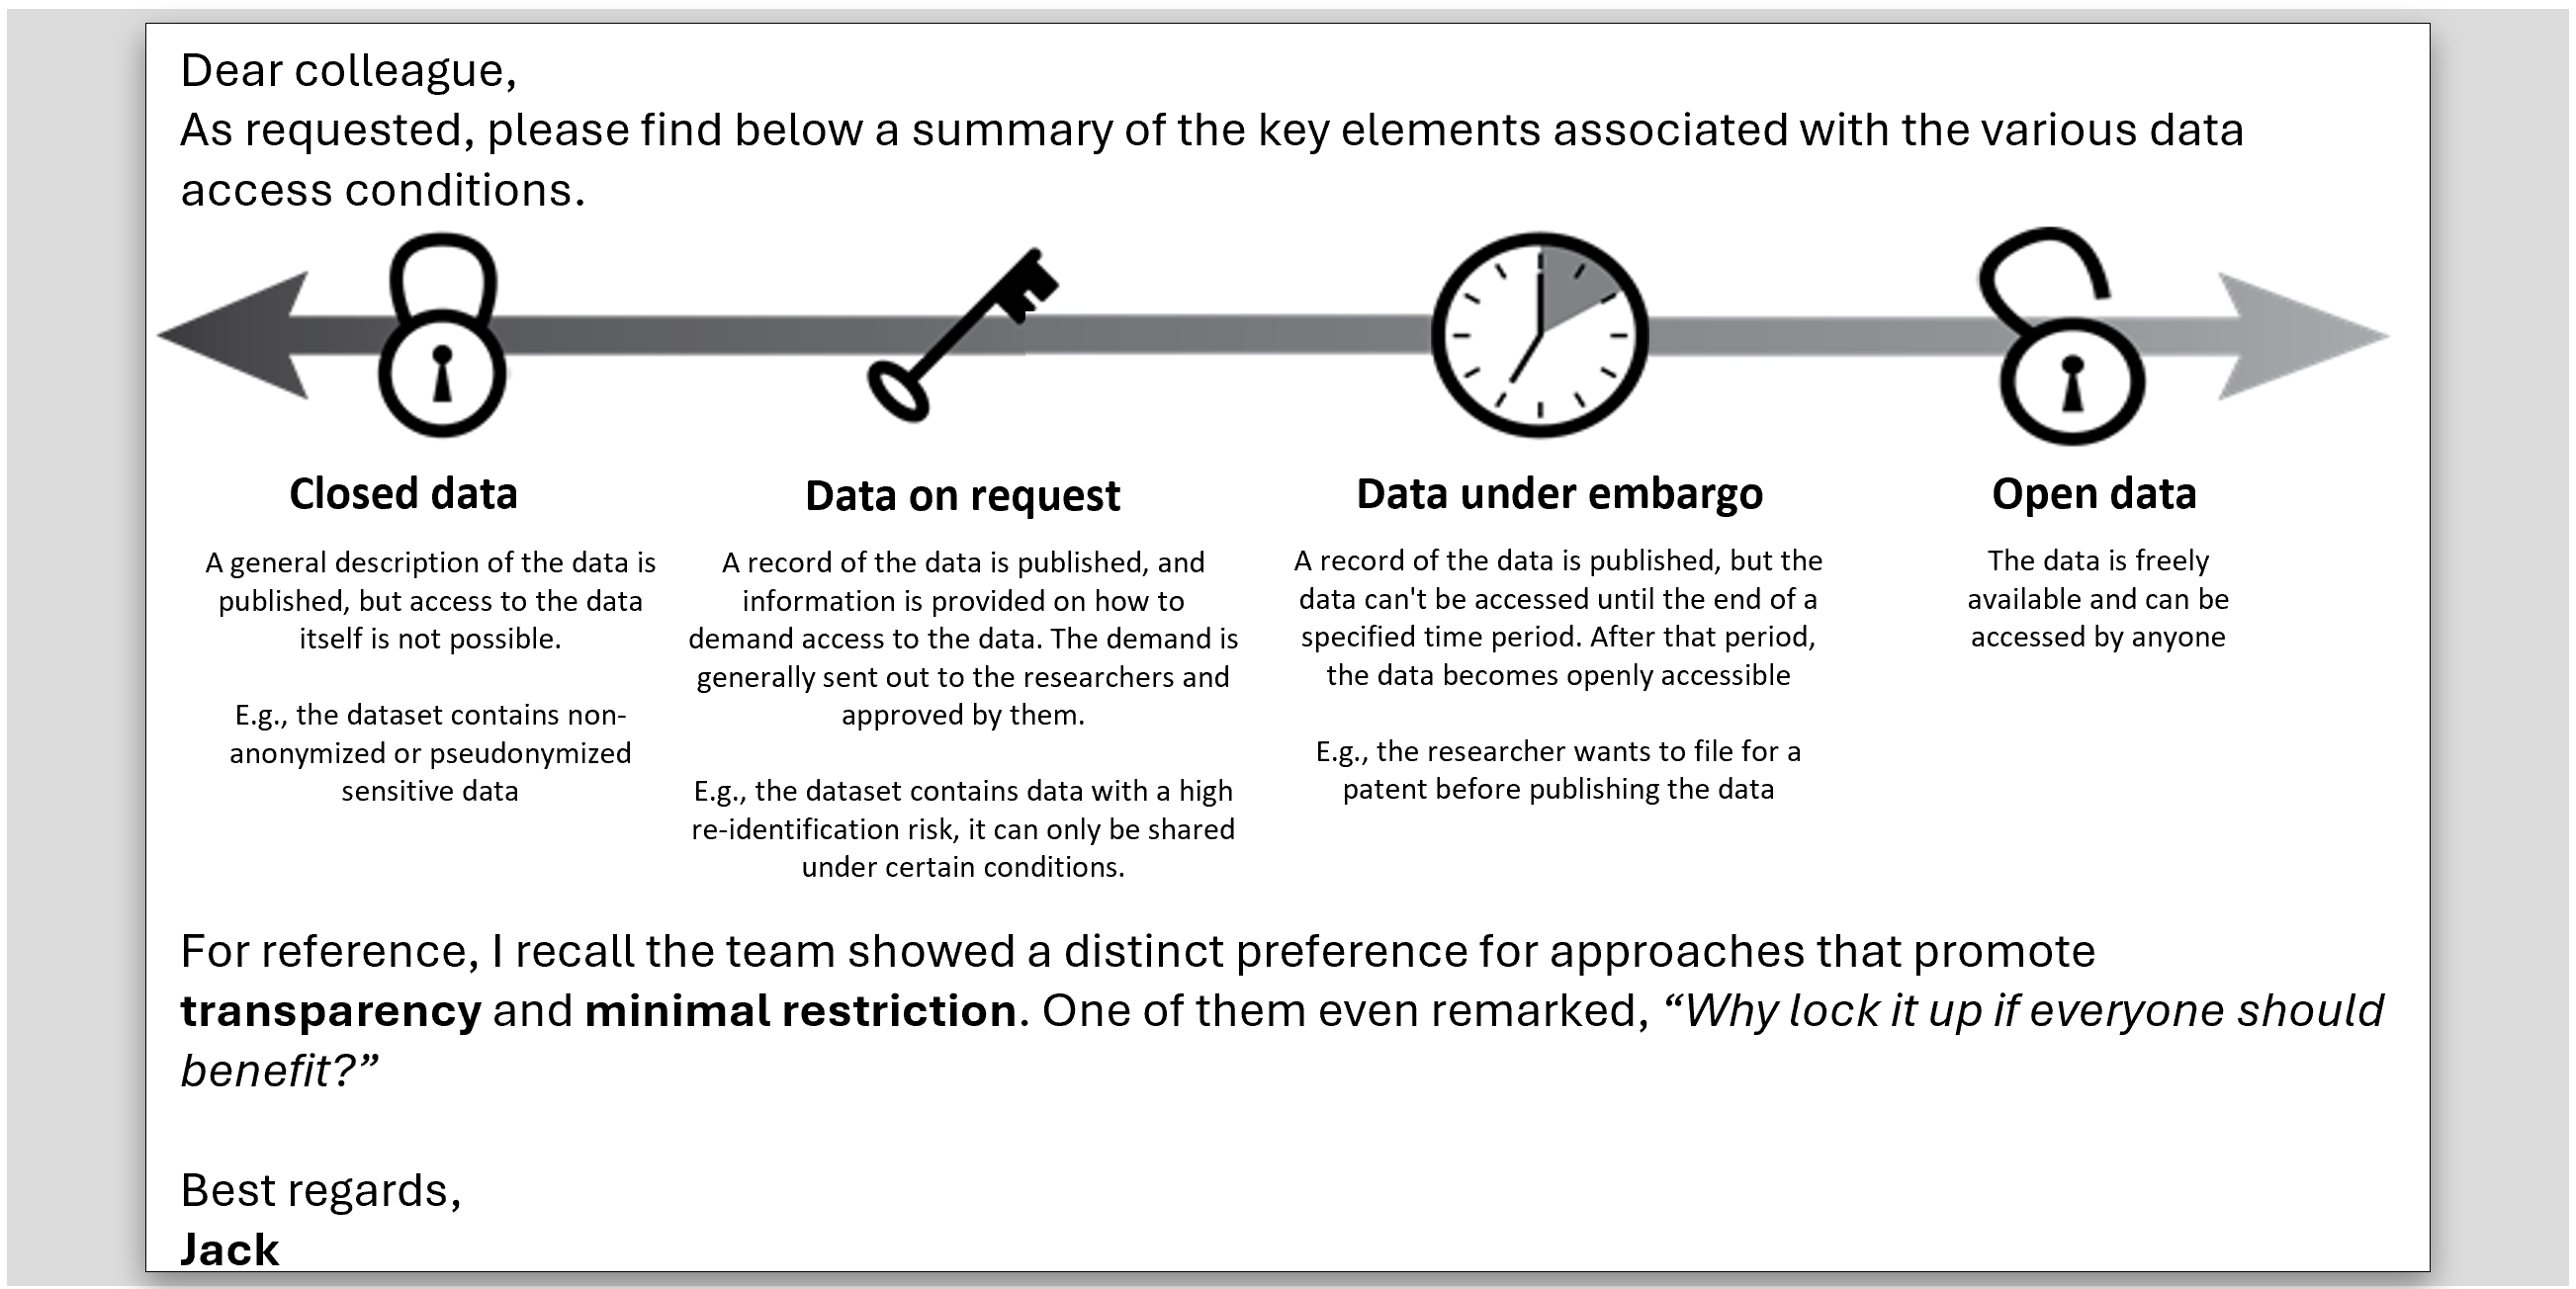 Dear colleague,
As requested, please find below a summary of the key elements associated with the various data
access conditions.
Closed data
A general description of the data is
published, but access to the data
itself is not possible.
E.g., the dataset contains non-
anonymized or pseudonymized
sensitive data
Data on request
A record of the data is published, and
information is provided on how to
demand access to the data. The demand is
generally sent out to the researchers and
approved by them.
E.g., the dataset contains data with a high
re-identification risk, it can only be shared
under certain conditions.
Data under embargo
A record of the data is published, but the
data can't be accessed until the end of a
specified time period. After that period,
the data becomes openly accessible
E.g., the researcher wants to file for a
patent before publishing the data
Open data
The data is freely
available and can be
accessed by anyone
For reference, I recall the team showed a distinct preference for approaches that promote
transparency and minimal restriction. One of them even remarked, “Why lock it up if everyone should
benefit?”
Best regards,
Jack